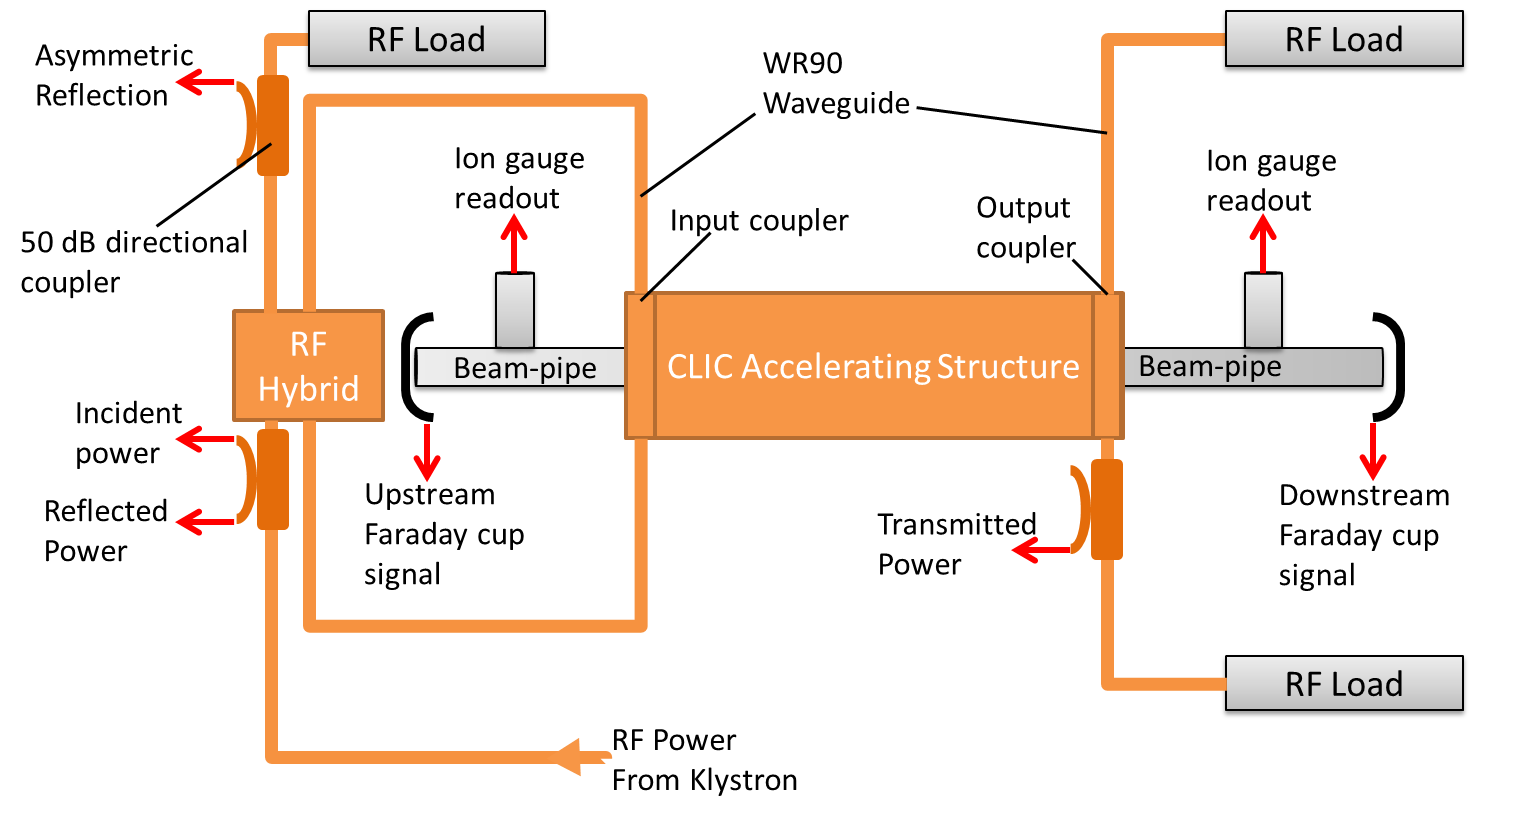 Asymmetric
Reflection
RF Load
WR90
Waveguide
RF Load
Ion gauge
readout
Ion gauge
readout
Input coupler
Output
coupler
50 dB directional
coupler
RF
Hybrid
Beam-pipe
CLIC Accelerating Structure
Beam-pipe
Incident
power
Reflected
Power
Upstream
Faraday cup
signal
Transmitted
Power
Downstream
Faraday cup
signal
RF Load
RF Power
From Klystron